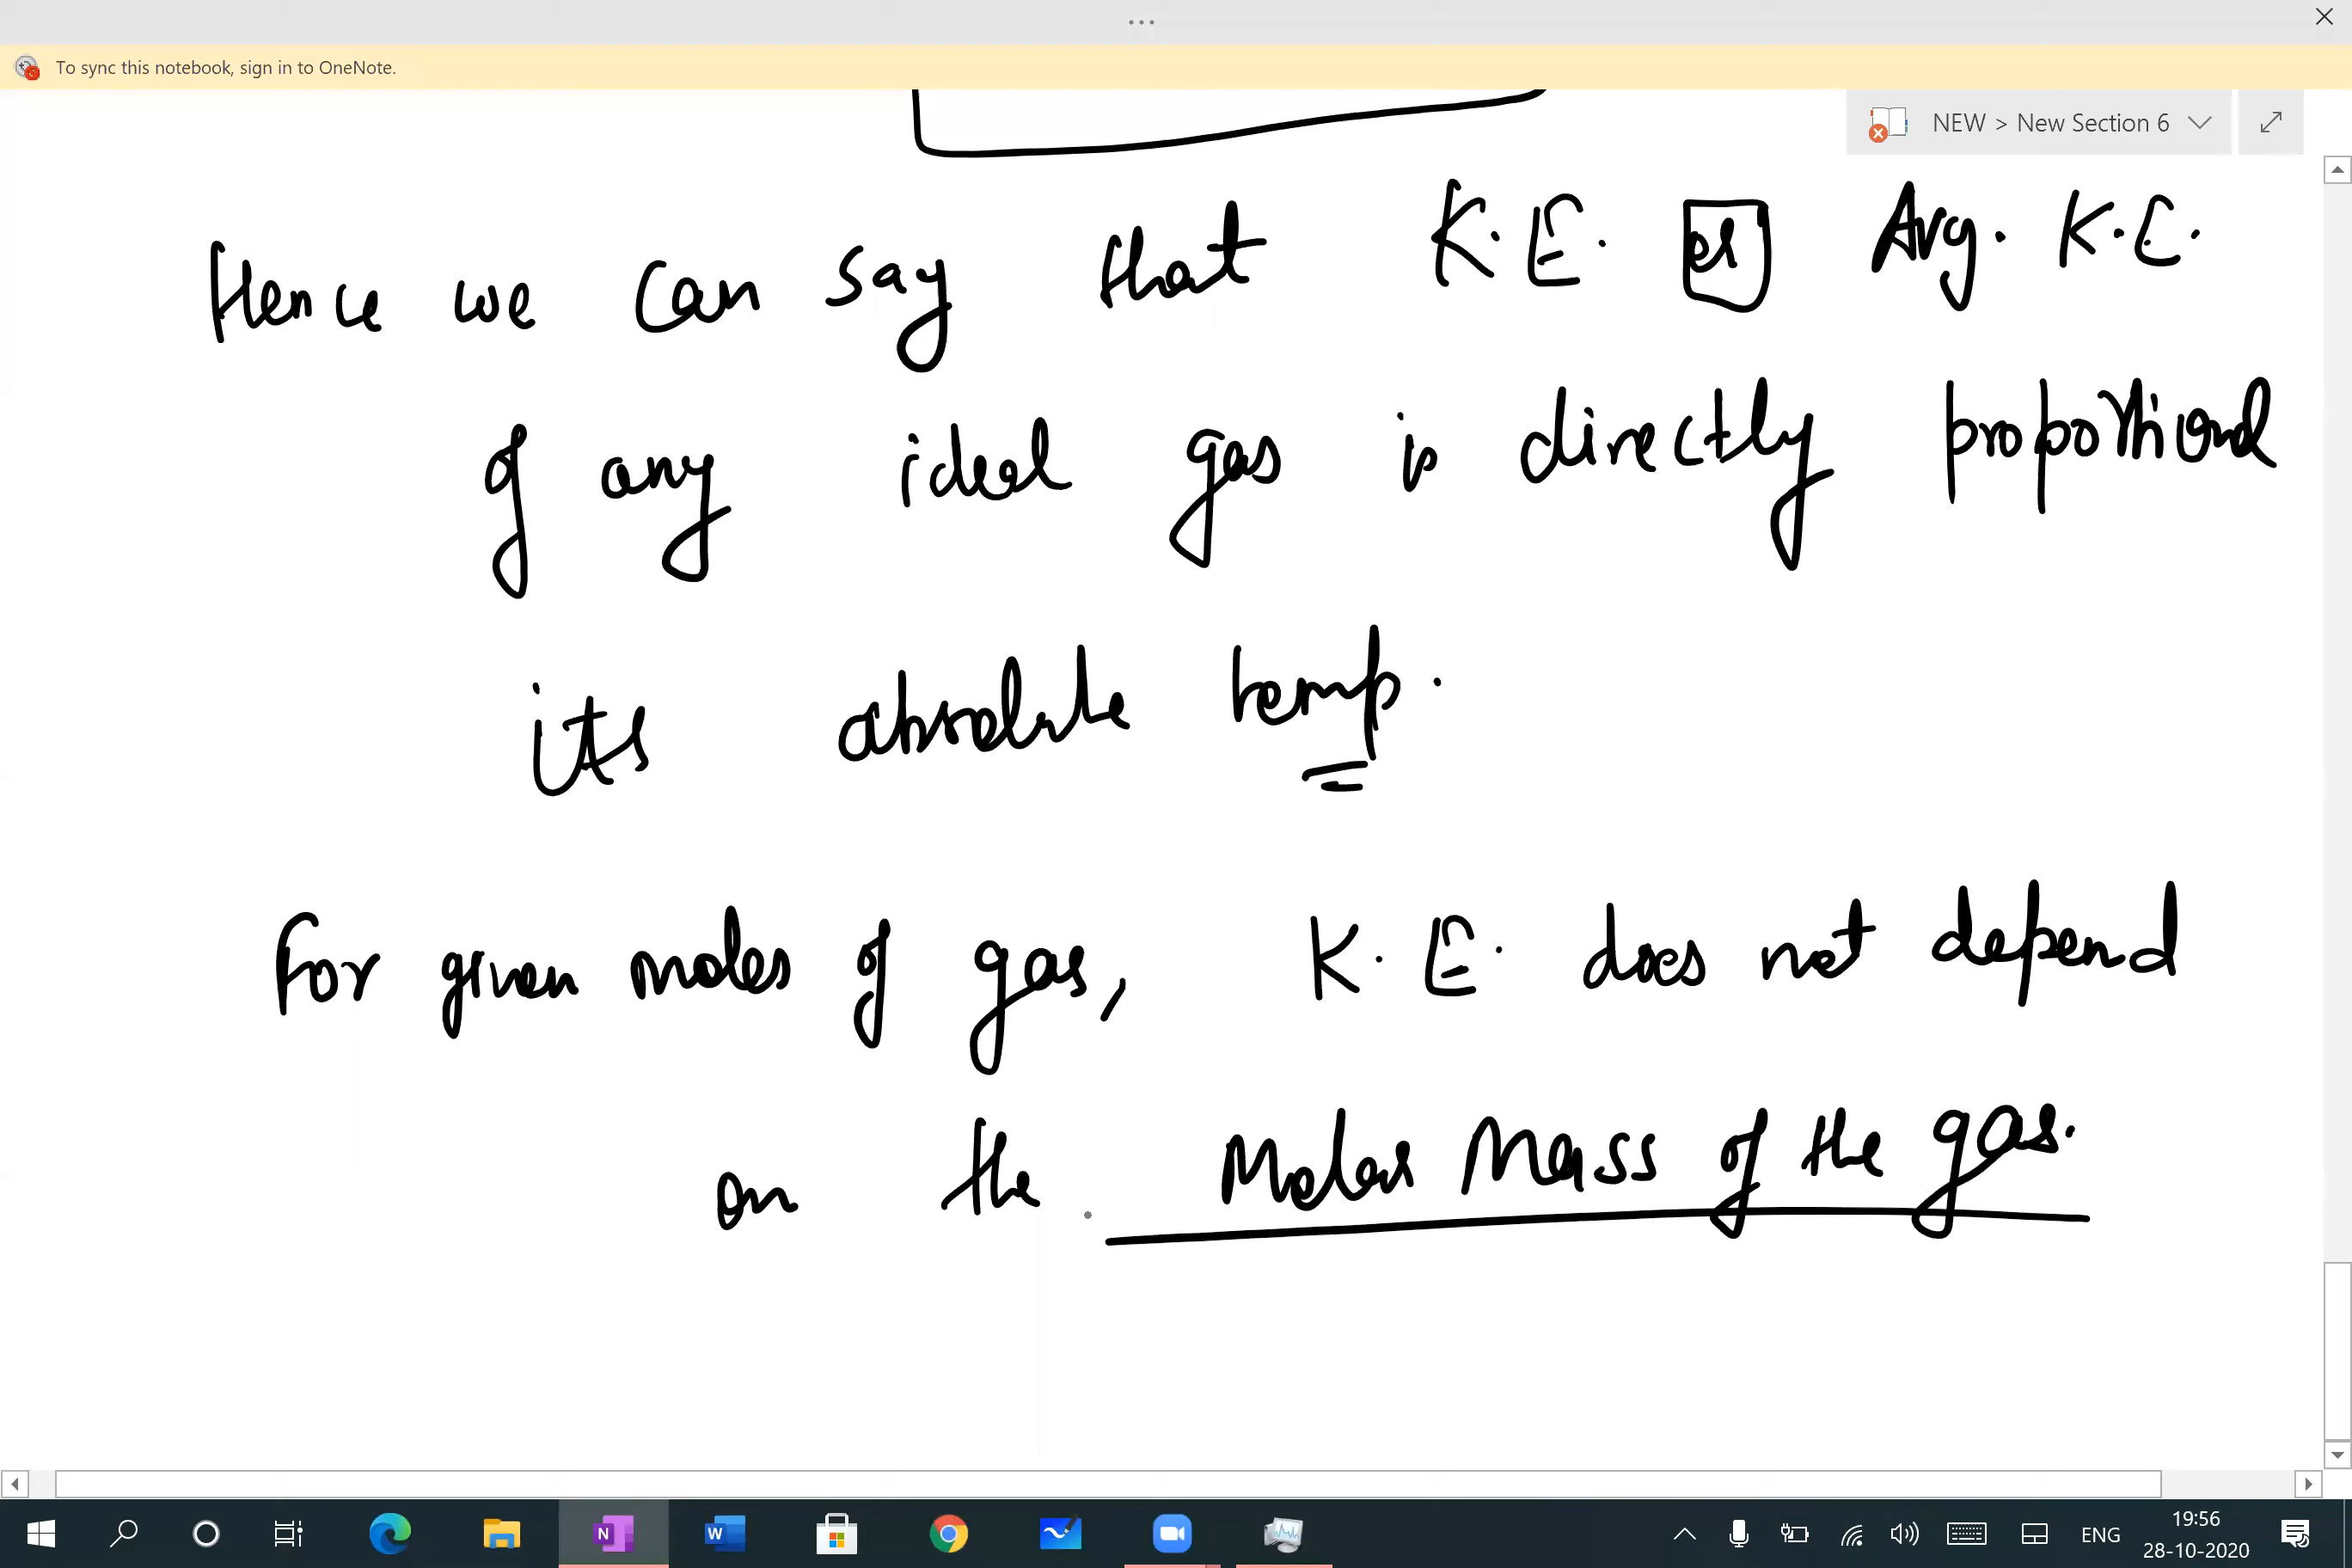 To sync this notebook, sign in to OneNote.
NEW > New Section 6
Hence we can say that K.E. or Avg. K.E.
of any ideal gas is directly proportional
its absolute temp.
For given moles of gas, K.E. does not depend
on the Molar Mass of the gas.
ENG
19:56
28-10-2020